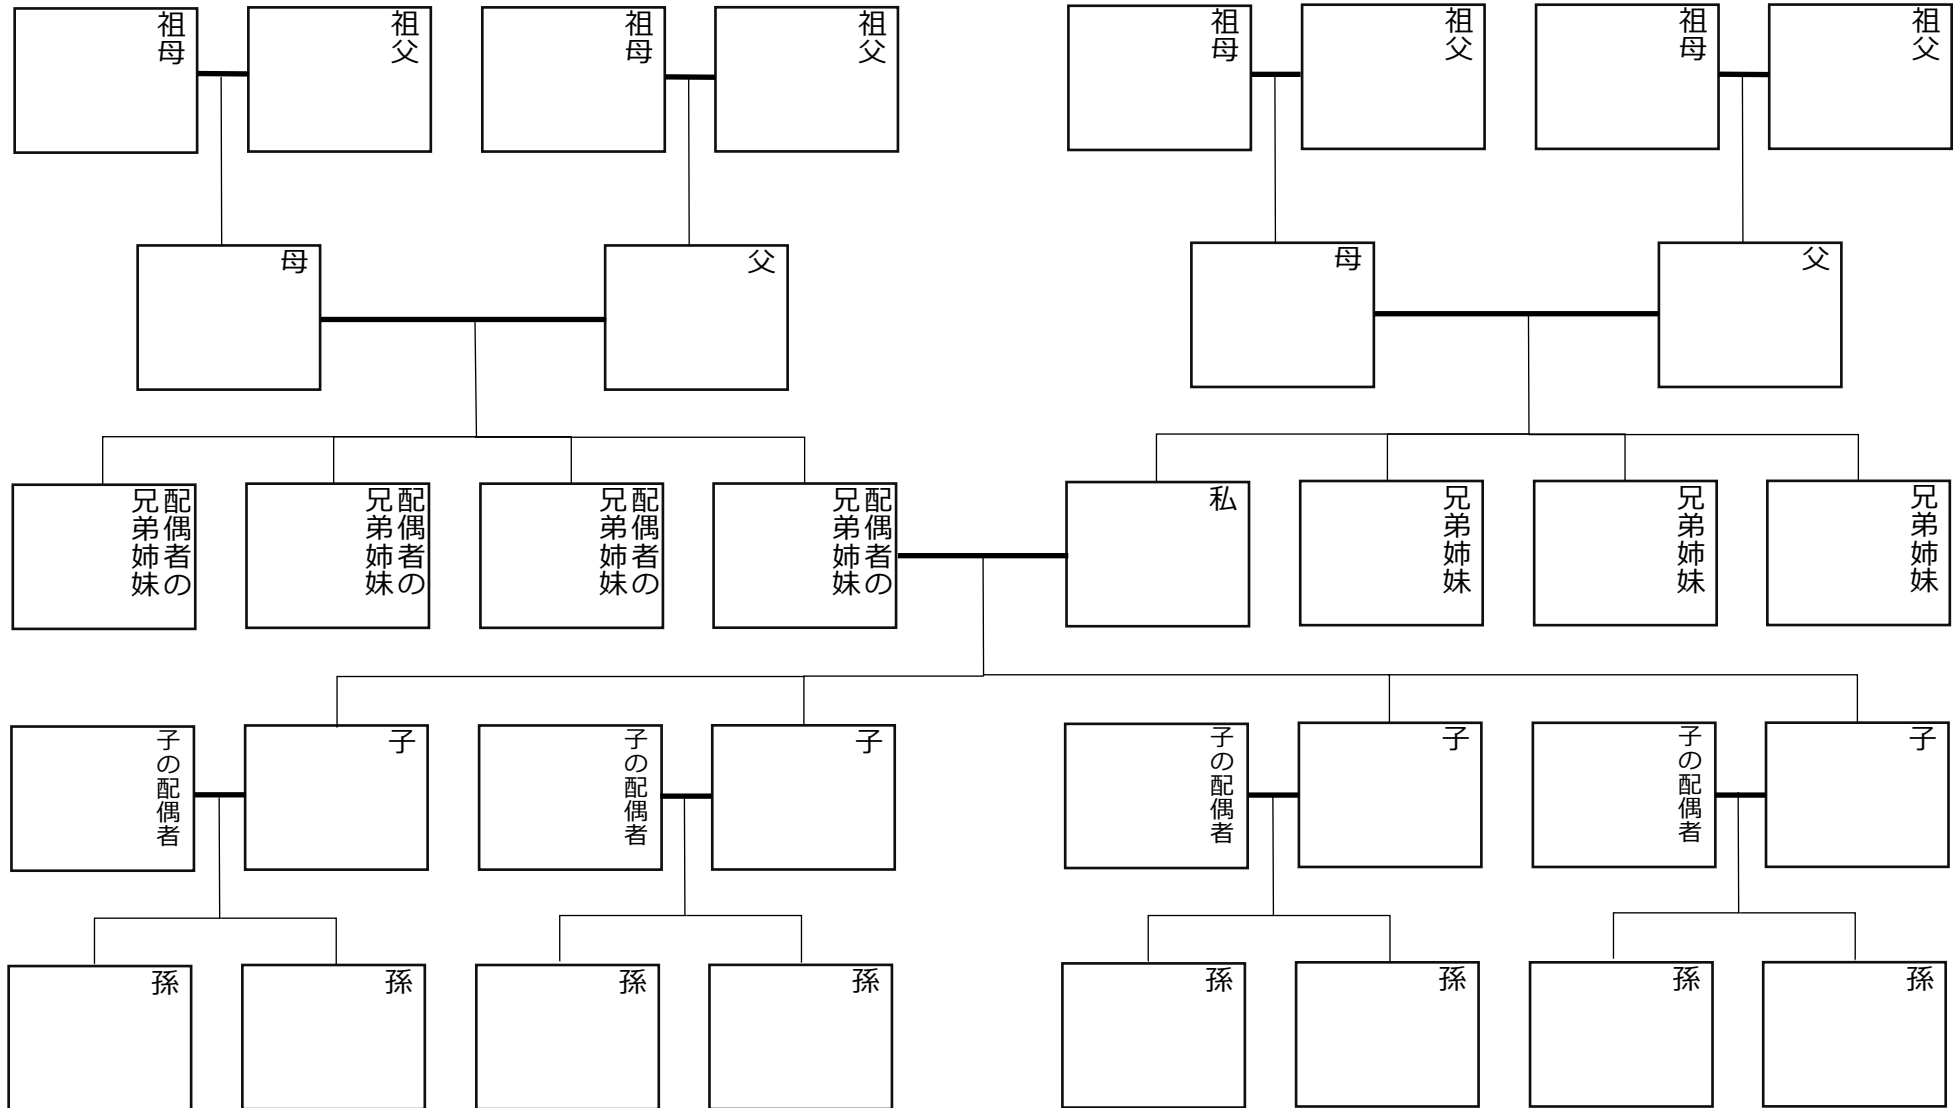 祖母
祖父
祖母
祖父
祖母
祖父
祖母
祖父
母
父
母
父
配偶者の
兄弟姉妹
配偶者の
兄弟姉妹
配偶者の
兄弟姉妹
配偶者の
兄弟姉妹
私
兄弟姉妹
兄弟姉妹
兄弟姉妹
子の配偶者
子
子の配偶者
子
子の配偶者
子
子の配偶者
子
孫
孫
孫
孫
孫
孫
孫
孫